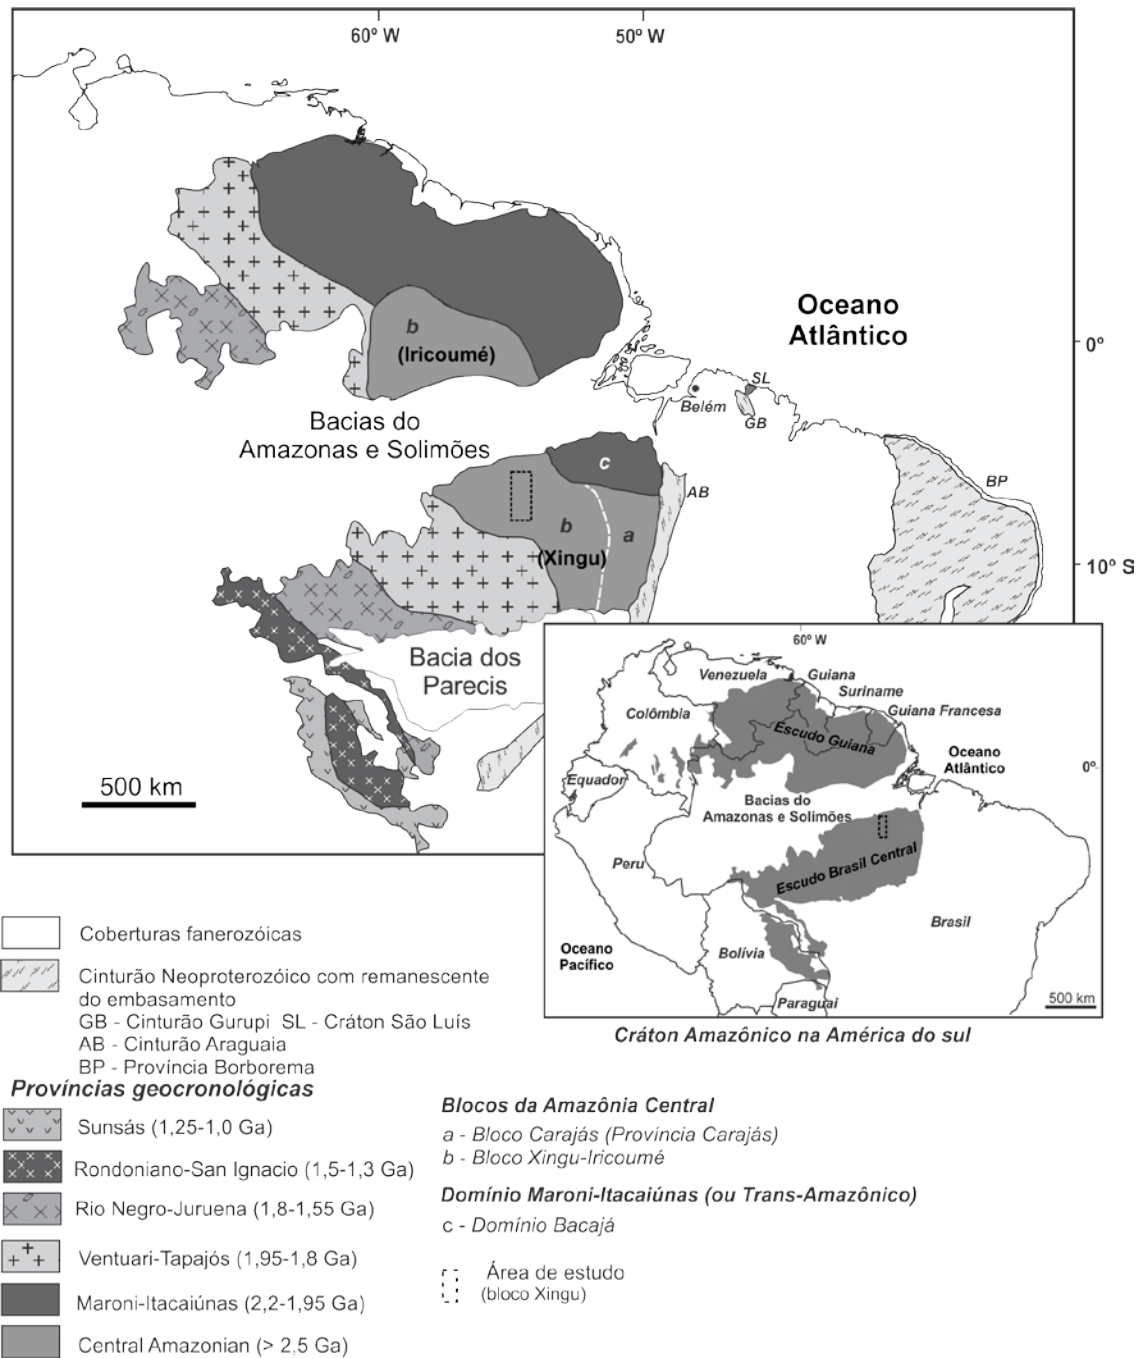 60º W
50º W
Oceano
Atlântico
b
(Iricoumé)
0º
SL
Belém
GB
Bacias do
Amazonas e Solimões
c
AB
BP
b
a
(Xingu)
10º S
Bacia dos
Parecis
500 km
60º W
Venezuela
Guiana
Suriname
Guiana Francesa
Colômbia
Escudo Guiana
Oceano
Atlântico
0º
Equador
Bacias do
Amazonas e Solimões
Peru
Escudo Brasil Central
Brasil
Bolívia
Oceano
Pacífico
Paraguai
500 km
Cráton Amazônico na América do sul
Coberturas fanerozóicas
Cinturão Neoproterozóico com remanescente
do embasamento
GB - Cinturão Gurupi SL - Cráton São Luís
AB - Cinturão Araguaia
BP - Província Borborema
Províncias geocronológicas
Sunsás (1,25-1,0 Ga)
Rondoniano-San Ignacio (1,5-1,3 Ga)
Rio Negro-Juruena (1,8-1,55 Ga)
Ventuari-Tapajós (1,95-1,8 Ga)
Maroni-Itacaiúnas (2,2-1,95 Ga)
Central Amazonian (> 2,5 Ga)
Blocos da Amazônia Central
a - Bloco Carajás (Província Carajás)
b - Bloco Xingu-Iricoumé
Domínio Maroni-Itacaiúnas (ou Trans-Amazônico)
c - Domínio Bacajá
Área de estudo
(bloco Xingu)